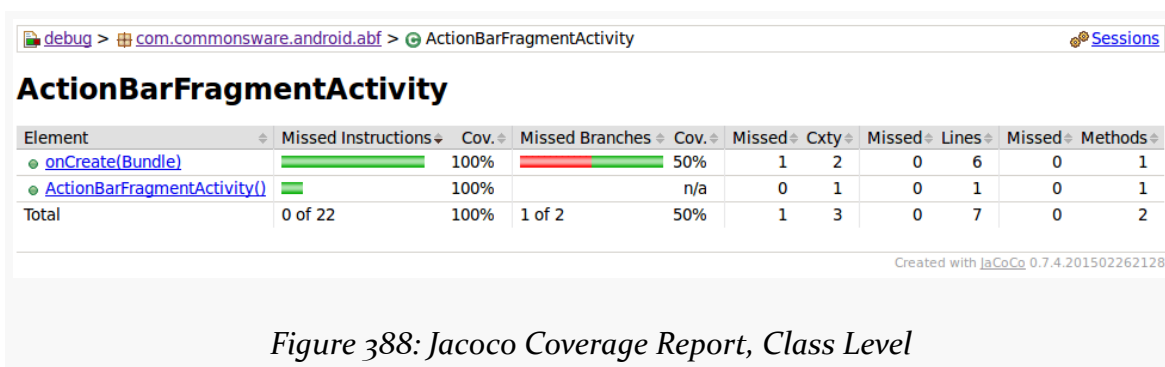 debug > com.commonsware.android.abf > ActionBarFragmentActivity Sessions
ActionBarFragmentActivity
Element Missed Instructions Cov. Missed Branches Cov. Missed Cxty Missed Lines Missed Methods
onCreate(Bundle) 100% 50% 1 2 0 6 0 1
ActionBarFragmentActivity() 100% n/a 0 1 0 1 0 1
Total 0 of 22 100% 1 of 2 50% 1 3 0 7 0 2
Created with JaCoCo 0.7.4.201502262128
Figure 388: Jacoco Coverage Report, Class Level